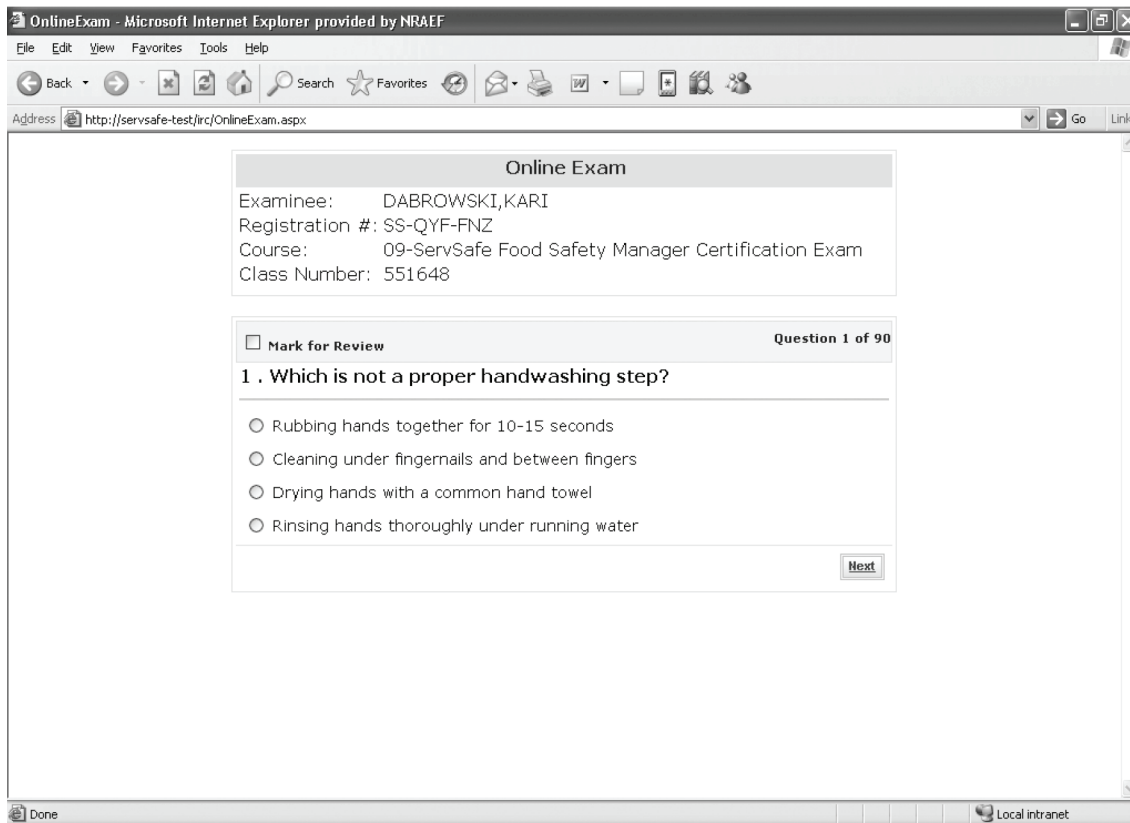 OnlineExam - Microsoft Internet Explorer provided by NRAEF
File Edit View Favorites Tools Help
Back Search Favorites W
Address http://servsafe-test/irc/OnlineExam.aspx Go Link
Online Exam
Examinee: DABROWSKI,KARI
Registration #: SS-QYF-FNZ
Course: 09-ServSafe Food Safety Manager Certification Exam
Class Number: 551648
Mark for Review Question 1 of 90
1 . Which is not a proper handwashing step?
Rubbing hands together for 10-15 seconds
Cleaning under fingernails and between fingers
Drying hands with a common hand towel
Rinsing hands thoroughly under running water
Next
Done Local intranet